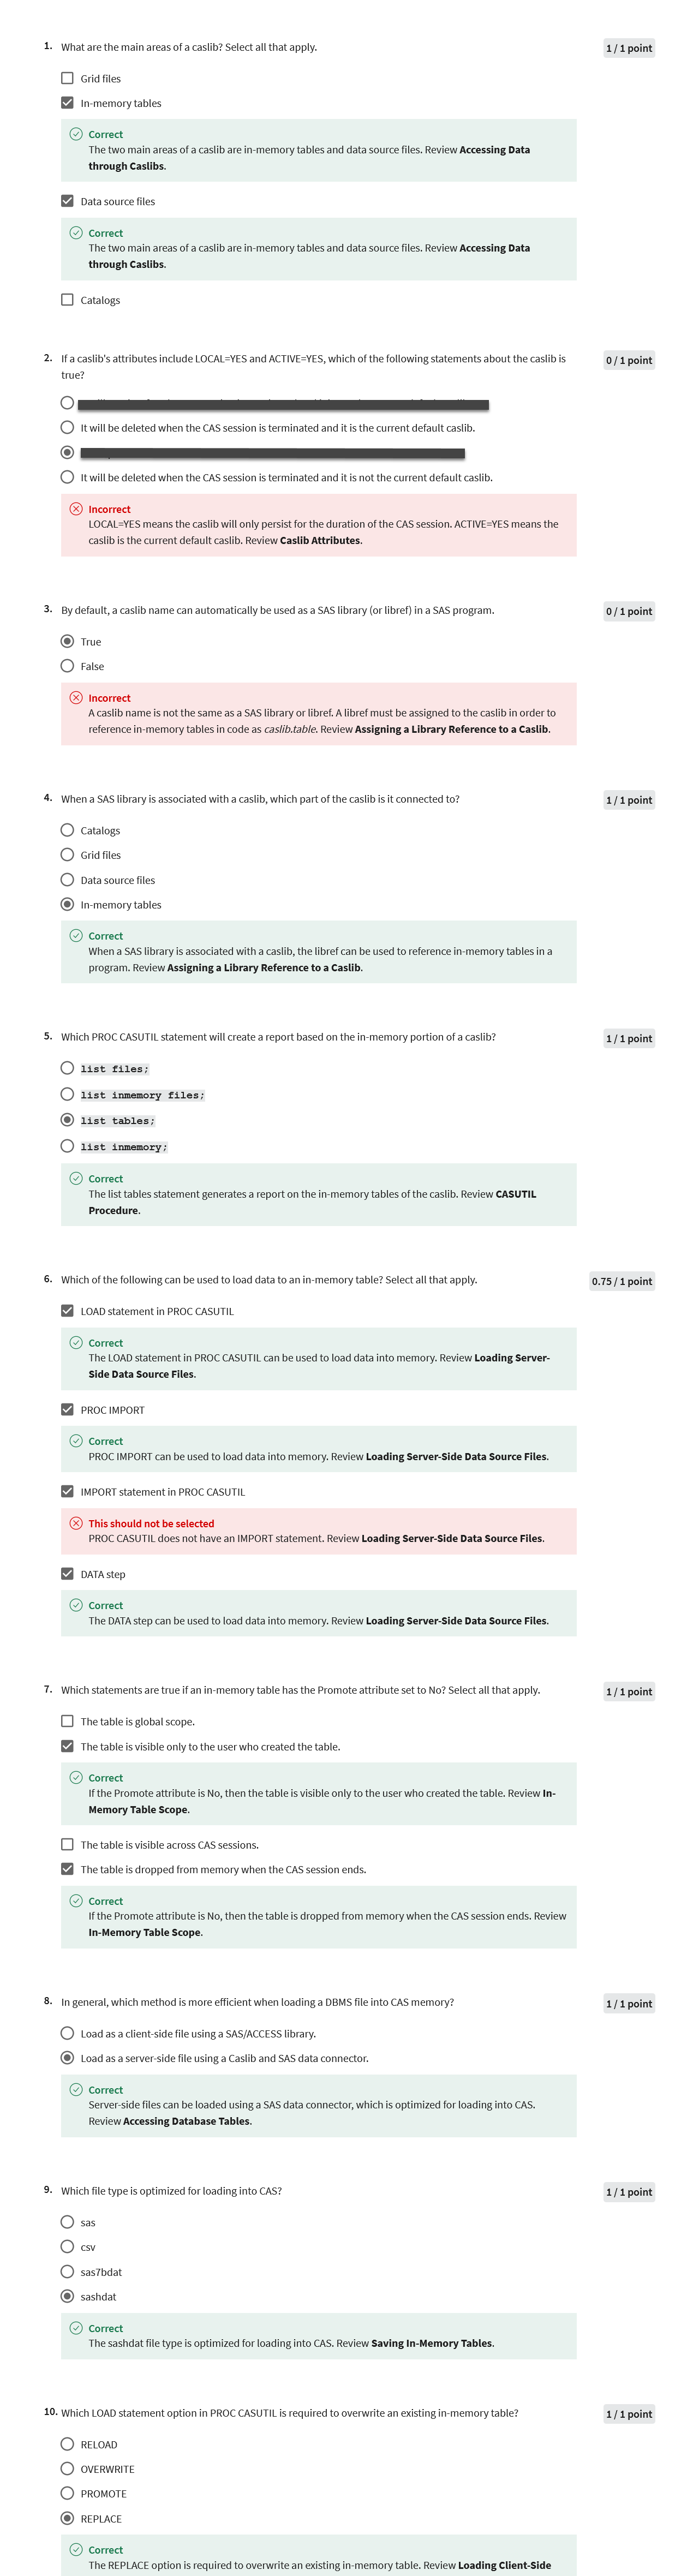 1. What are the main areas of a caslib? Select all that apply.
1 / 1 point
Grid files
In-memory tables
Correct
The two main areas of a caslib are in-memory tables and data source files. Review Accessing Data
through Caslibs.
Data source files
Correct
The two main areas of a caslib are in-memory tables and data source files. Review Accessing Data
through Caslibs.
Catalogs
2. If a caslib's attributes include LOCAL=YES and ACTIVE=YES, which of the following statements about the caslib is
true?
0 / 1 point
It will be deleted when the CAS session is terminated and it is the current default caslib.
It will be deleted when the CAS session is terminated and it is not the current default caslib.
Incorrect
LOCAL=YES means the caslib will only persist for the duration of the CAS session. ACTIVE=YES means the
caslib is the current default caslib. Review Caslib Attributes.
3. By default, a caslib name can automatically be used as a SAS library (or libref) in a SAS program.
0 / 1 point
True
False
Incorrect
A caslib name is not the same as a SAS library or libref. A libref must be assigned to the caslib in order to
reference in-memory tables in code as caslib.table. Review Assigning a Library Reference to a Caslib.
4. When a SAS library is associated with a caslib, which part of the caslib is it connected to?
1 / 1 point
Catalogs
Grid files
Data source files
In-memory tables
Correct
When a SAS library is associated with a caslib, the libref can be used to reference in-memory tables in a
program. Review Assigning a Library Reference to a Caslib.
5. Which PROC CASUTIL statement will create a report based on the in-memory portion of a caslib?
1 / 1 point
list files;
list inmemory files;
list tables;
list inmemory;
Correct
The list tables statement generates a report on the in-memory tables of the caslib. Review CASUTIL
Procedure.
6. Which of the following can be used to load data to an in-memory table? Select all that apply.
0.75 / 1 point
LOAD statement in PROC CASUTIL
Correct
The LOAD statement in PROC CASUTIL can be used to load data into memory. Review Loading Server-
Side Data Source Files.
PROC IMPORT
Correct
PROC IMPORT can be used to load data into memory. Review Loading Server-Side Data Source Files.
IMPORT statement in PROC CASUTIL
This should not be selected
PROC CASUTIL does not have an IMPORT statement. Review Loading Server-Side Data Source Files.
DATA step
Correct
The DATA step can be used to load data into memory. Review Loading Server-Side Data Source Files.
7. Which statements are true if an in-memory table has the Promote attribute set to No? Select all that apply.
1 / 1 point
The table is global scope.
The table is visible only to the user who created the table.
Correct
If the Promote attribute is No, then the table is visible only to the user who created the table. Review In-
Memory Table Scope.
The table is visible across CAS sessions.
The table is dropped from memory when the CAS session ends.
Correct
If the Promote attribute is No, then the table is dropped from memory when the CAS session ends. Review
In-Memory Table Scope.
8. In general, which method is more efficient when loading a DBMS file into CAS memory?
1 / 1 point
Load as a client-side file using a SAS/ACCESS library.
Load as a server-side file using a Caslib and SAS data connector.
Correct
Server-side files can be loaded using a SAS data connector, which is optimized for loading into CAS.
Review Accessing Database Tables.
9. Which file type is optimized for loading into CAS?
1 / 1 point
sas
csv
sas7bdat
sashdat
Correct
The sashdat file type is optimized for loading into CAS. Review Saving In-Memory Tables.
10. Which LOAD statement option in PROC CASUTIL is required to overwrite an existing in-memory table?
1 / 1 point
RELOAD
OVERWRITE
PROMOTE
REPLACE
Correct
The REPLACE option is required to overwrite an existing in-memory table. Review Loading Client-Side